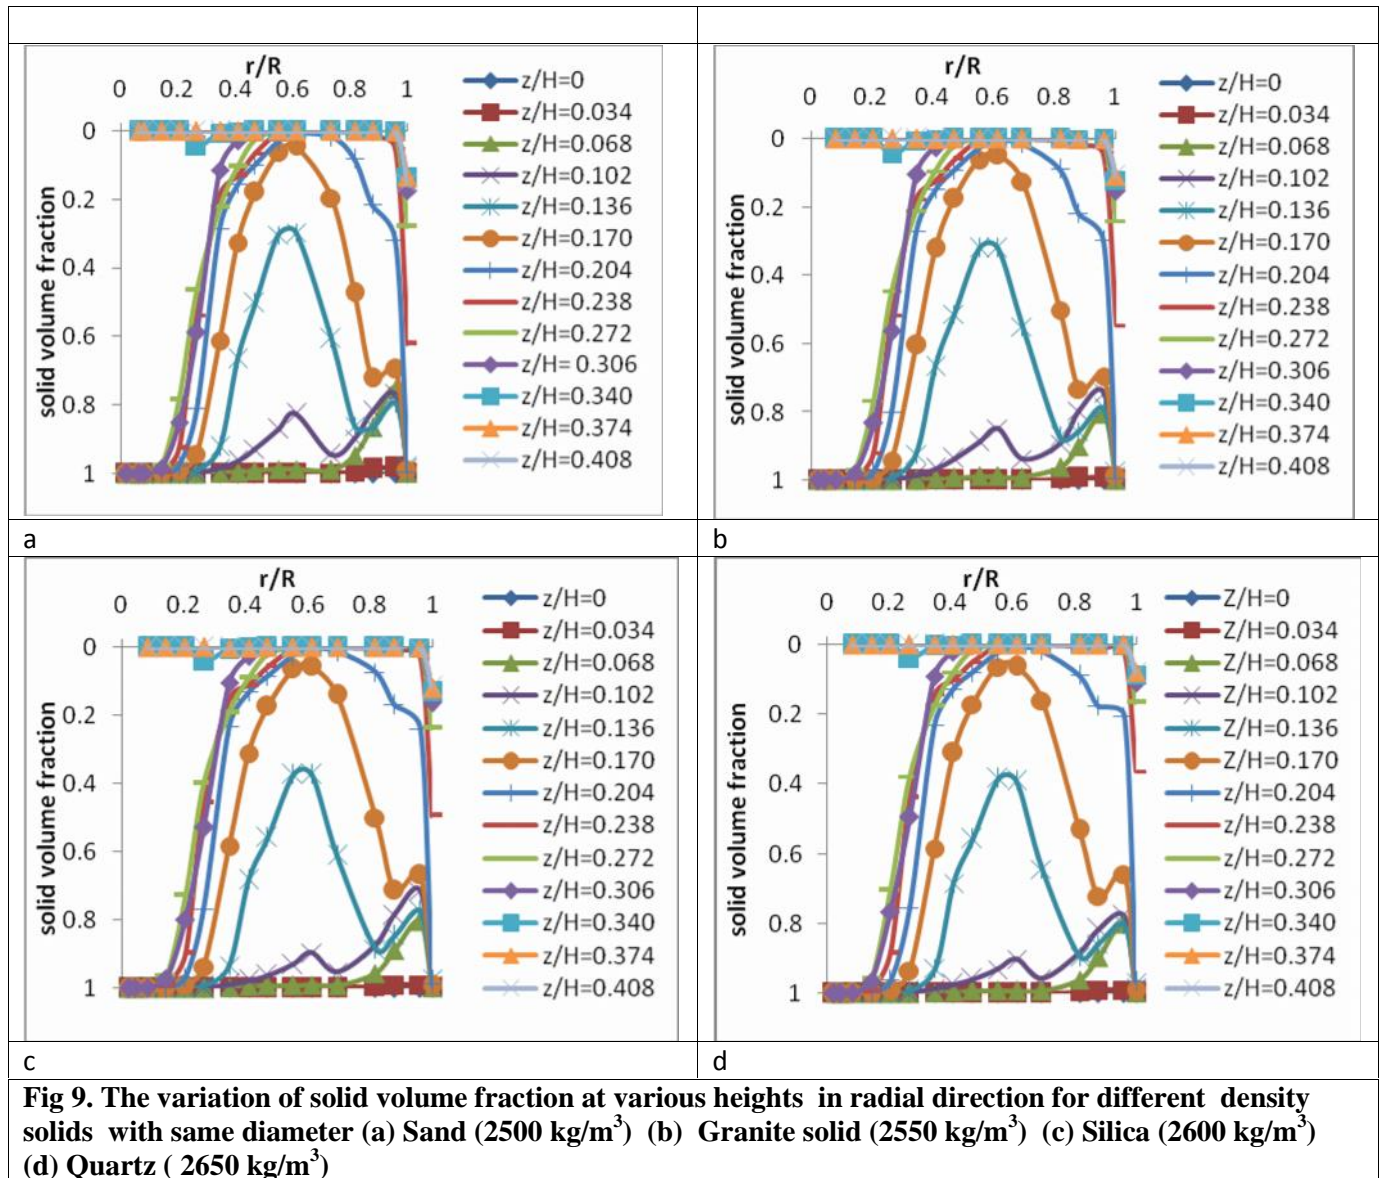 r/R
0 0.2 0.4 0.6 0.8 1
0
0.2
0.4
0.6
0.8
1
solid volume fraction
z/H=0
z/H=0.034
z/H=0.068
z/H=0.102
z/H=0.136
z/H=0.170
z/H=0.204
z/H=0.238
z/H=0.272
z/H= 0.306
z/H=0.340
z/H=0.374
z/H=0.408
r/R
0 0.2 0.4 0.6 0.8 1
0
0.2
0.4
0.6
0.8
1
solid volume fraction
z/H=0
z/H=0.034
z/H=0.068
z/H=0.102
z/H=0.136
z/H=0.170
z/H=0.204
z/H=0.238
z/H=0.272
z/H=0.306
z/H=0.340
z/H=0.374
z/H=0.408
a
b
r/R
0 0.2 0.4 0.6 0.8 1
0
0.2
0.4
0.6
0.8
1
solid volume fraction
z/H=0
z/H=0.034
z/H=0.068
z/H=0.102
z/H=0.136
z/H=0.170
z/H=0.204
z/H=0.238
z/H=0.272
z/H=0.306
z/H=0.340
z/H=0.374
z/H=0.408
r/R
0 0.2 0.4 0.6 0.8 1
0
0.2
0.4
0.6
0.8
1
solid volume fraction
Z/H=0
z/H=0.034
Z/H=0.068
Z/H=0.102
Z/H=0.136
Z/H=0.170
z/H=0.204
z/H=0.238
z/H=0.272
z/H=0.306
z/H=0.340
z/H=0.374
z/H=0.408
c
d
Fig 9. The variation of solid volume fraction at various heights in radial direction for different density
solids with same diameter (a) Sand (2500 kg/m³) (b) Granite solid (2550 kg/m³) (c) Silica (2600 kg/m³)
(d) Quartz ( 2650 kg/m³)